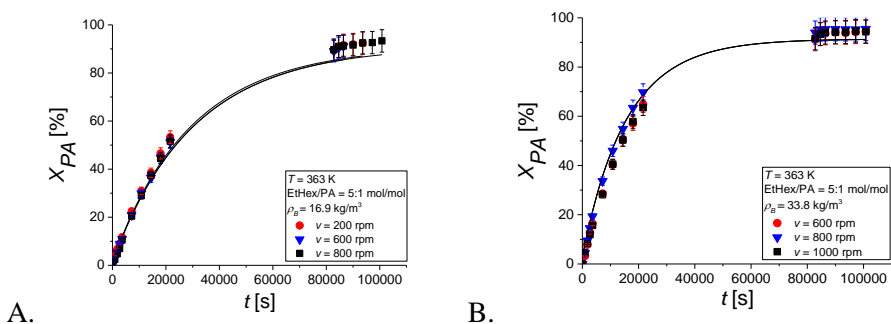 100
80
60
40
20
0
X_PA [%]
T = 363 K
EtHex/PA = 5:1 mol/mol
ρ_B = 16.9 kg/m³
v = 200 rpm
v = 600 rpm
v = 800 rpm
0 20000 40000 60000 80000 100000
t [s]
A.
100
80
60
40
20
0
X_PA [%]
T = 363 K
EtHex/PA = 5:1 mol/mol
ρ_B = 33.8 kg/m³
v = 600 rpm
v = 800 rpm
v = 1000 rpm
0 20000 40000 60000 80000 100000
t [s]
B.